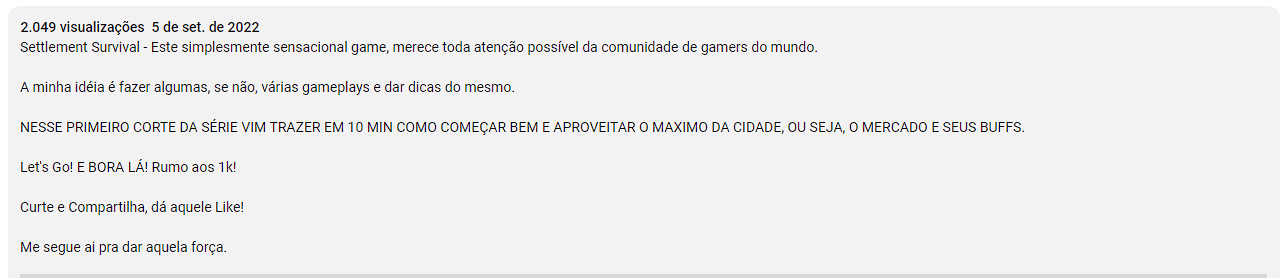 2.049 visualizações  5 de set. de 2022
Settlement Survival - Este simplesmente sensacional game, merece toda atenção possível da comunidade de gamers do mundo.
A minha idéia é fazer algumas, se não, várias gameplays e dar dicas do mesmo.
NESSE PRIMEIRO CORTE DA SÉRIE VIM TRAZER EM 10 MIN COMO COMEÇAR BEM E APROVEITAR O MAXIMO DA CIDADE, OU SEJA, O MERCADO E SEUS BUFFS.
Let's Go! E BORA LÁ! Rumo aos 1k!
Curte e Compartilha, dá aquele Like!
Me segue ai pra dar aquela força.